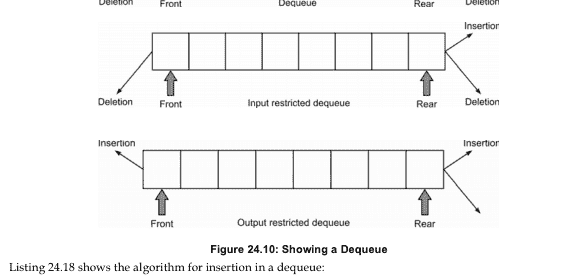 Deletion Front Dequeue Rear Deletion
Insertion
Deletion Front Input restricted dequeue Rear Deletion
Insertion Insertion
Front Output restricted dequeue Rear
Figure 24.10: Showing a Dequeue
Listing 24.18 shows the algorithm for insertion in a dequeue: